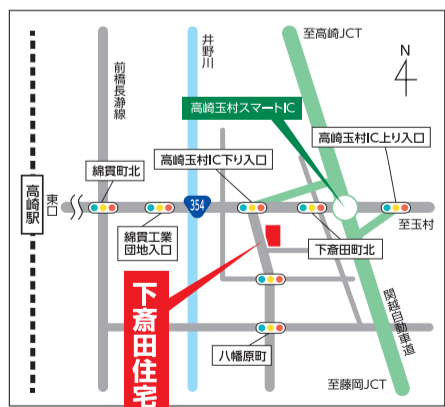 至高崎JCT
N
井野川
前橋長瀞線
高崎玉村スマートIC
高崎玉村IC下り入口
高崎玉村IC上り入口
綿貫町北
高崎駅
東口
354
至玉村
綿貫工業
団地入口
下斎田町北
下斎田住宅
関越自動車道
八幡原町
至藤岡JCT